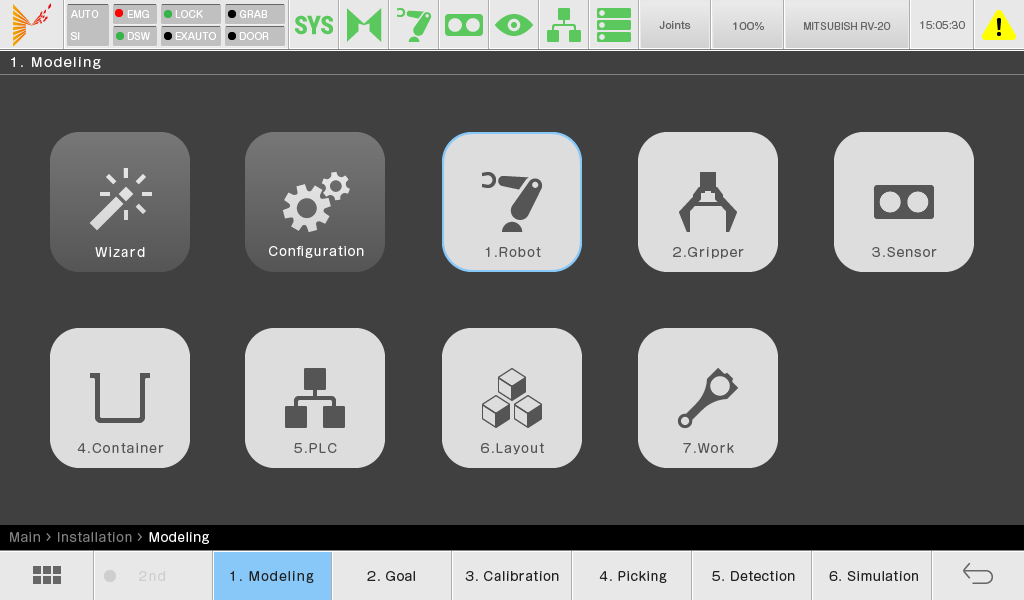 AUTO EMG LOCK GRAB
SI DSW EXAUTO DOOR
SYS
Joints
100%
MITSUBISH RV-20
15:05:30
1. Modeling
Wizard
Configuration
1.Robot
2.Gripper
3.Sensor
4.Container
5.PLC
6.Layout
7.Work
Main > Installation > Modeling
2nd
1. Modeling
2. Goal
3. Calibration
4. Picking
5. Detection
6. Simulation